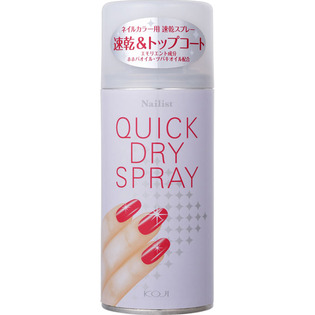 ネイルカラー用 速乾スプレー
速乾&トップコート
エモリエント成分
ホホバオイル・ツバキオイル配合
Nailist
QUICK
DRY
SPRAY
KOJI